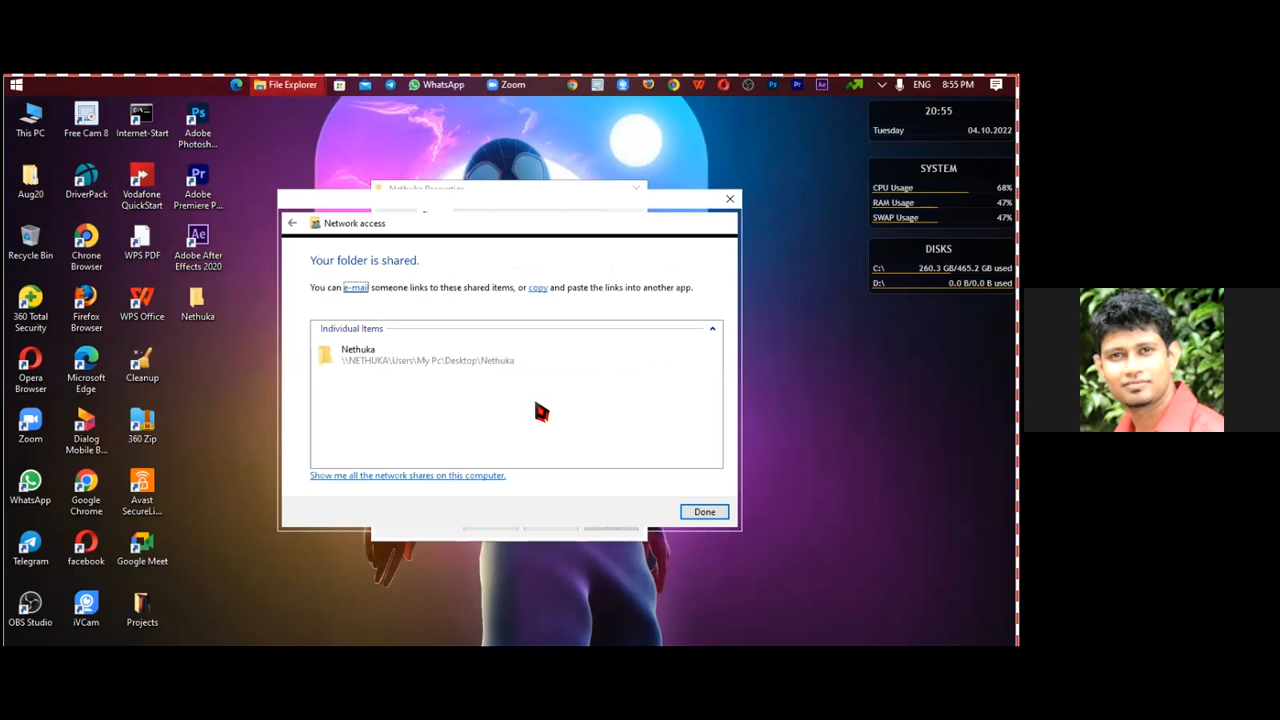 File Explorer
WhatsApp
Zoom
ENG
8:55 PM
This PC
Free Cam 8
Internet-Start
Adobe
Photosh...
Aug20
DriverPack
Vodafone
QuickStart
Adobe
Premiere P...
Recycle Bin
Chrome
Browser
WPS PDF
Adobe After
Effects 2020
360 Total
Security
Firefox
Browser
WPS Office
Nethuka
Opera
Browser
Microsoft
Edge
Cleanup
Zoom
Dialog
Mobile B...
360 Zip
WhatsApp
Google
Chrome
Avast
SecureLi...
Telegram
facebook
Google Meet
OBS Studio
iVCam
Projects
Nethuka Properties
Network access
Your folder is shared.
You can e-mail someone links to these shared items, or copy and paste the links into another app.
Individual Items
Nethuka
\\NETHUKA\Users\My Pc\Desktop\Nethuka
Show me all the network shares on this computer.
Done
20:55
Tuesday 04.10.2022
SYSTEM
CPU Usage 68%
RAM Usage 47%
SWAP Usage 47%
DISKS
C:\ 260.3 GB/465.2 GB used
D:\ 0.0 B/0.0 B used